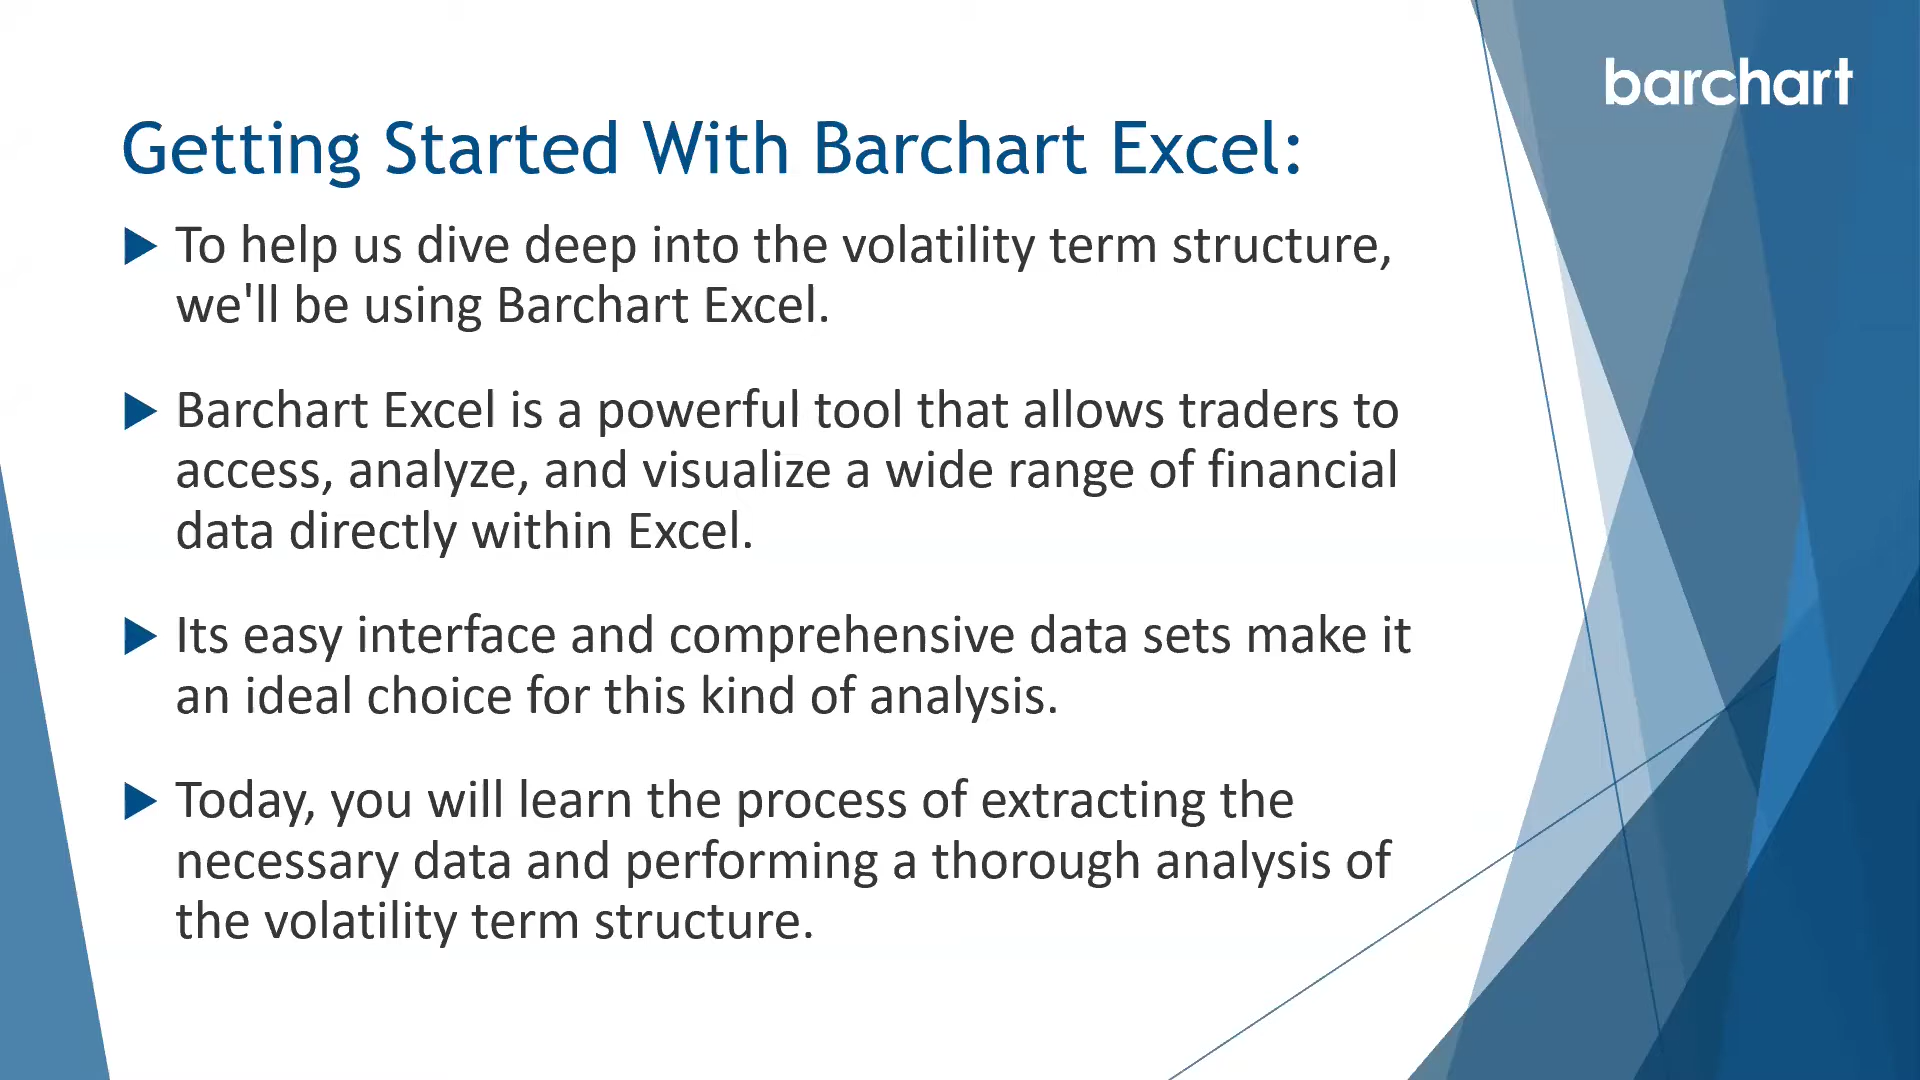 barchart
Getting Started With Barchart Excel:
To help us dive deep into the volatility term structure,
we'll be using Barchart Excel.
Barchart Excel is a powerful tool that allows traders to
access, analyze, and visualize a wide range of financial
data directly within Excel.
Its easy interface and comprehensive data sets make it
an ideal choice for this kind of analysis.
Today, you will learn the process of extracting the
necessary data and performing a thorough analysis of
the volatility term structure.